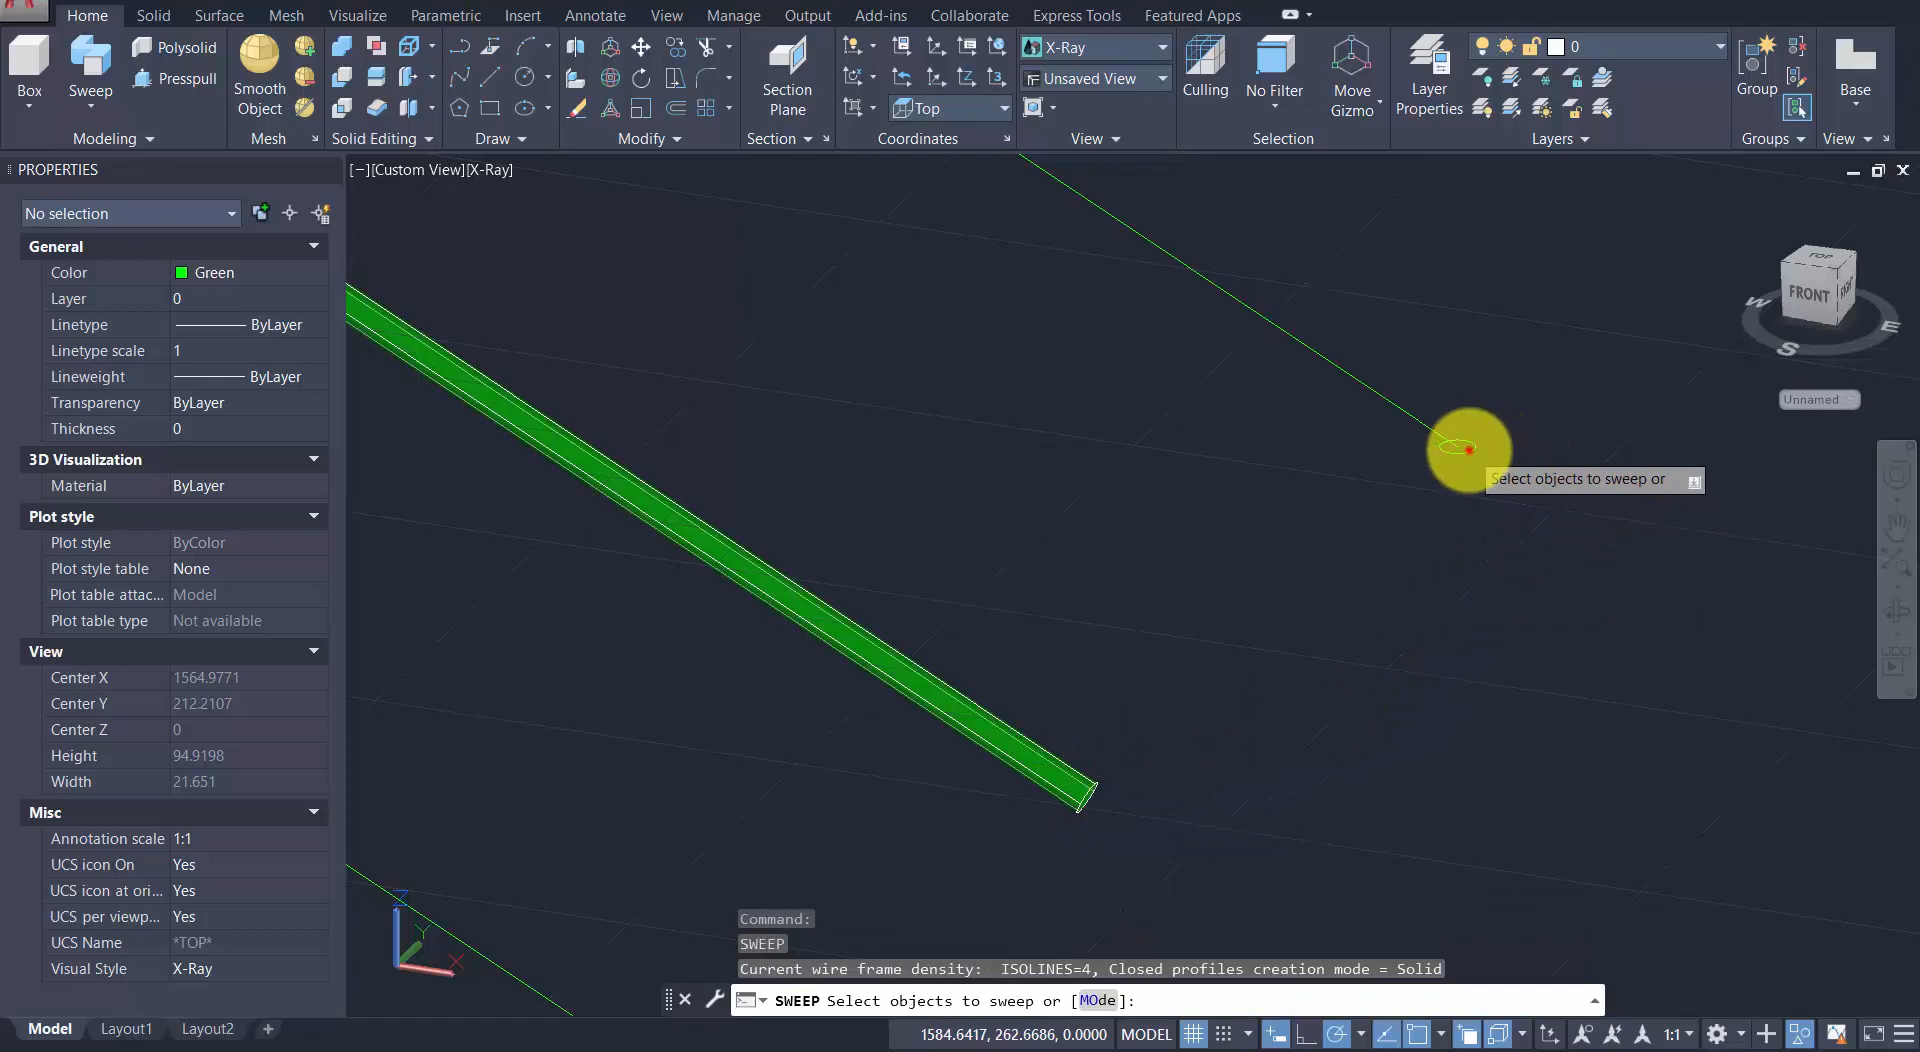 Home Solid Surface Mesh Visualize Parametric Insert Annotate View Manage Output Add-ins Collaborate Express Tools Featured Apps
Box
Sweep
Polysolid
Presspull
Modeling
Smooth
Object
Mesh
Solid Editing
Draw
Modify
Section
Plane
Section
Top
Coordinates
X-Ray
Unsaved View
View
Culling
No Filter
Move
Gizmo
Selection
Layer
Properties
0
Layers
Group
Groups
Base
View
PROPERTIES
No selection
General
Color Green
Layer 0
Linetype ByLayer
Linetype scale 1
Lineweight ByLayer
Transparency ByLayer
Thickness 0
3D Visualization
Material ByLayer
Plot style
Plot style ByColor
Plot style table None
Plot table attac... Model
Plot table type Not available
View
Center X 1564.9771
Center Y 212.2107
Center Z 0
Height 94.9198
Width 21.651
Misc
Annotation scale 1:1
UCS icon On Yes
UCS icon at ori... Yes
UCS per viewp... Yes
UCS Name *TOP*
Visual Style X-Ray
[−][Custom View][X-Ray]
TOP
FRONT
RIGHT
W
S
E
Unnamed
Select objects to sweep or
Z
Y
X
Command:
SWEEP
Current wire frame density: ISOLINES=4, Closed profiles creation mode = Solid
SWEEP Select objects to sweep or [MOde]:
Model Layout1 Layout2 +
1584.6417, 262.6686, 0.0000 MODEL 1:1